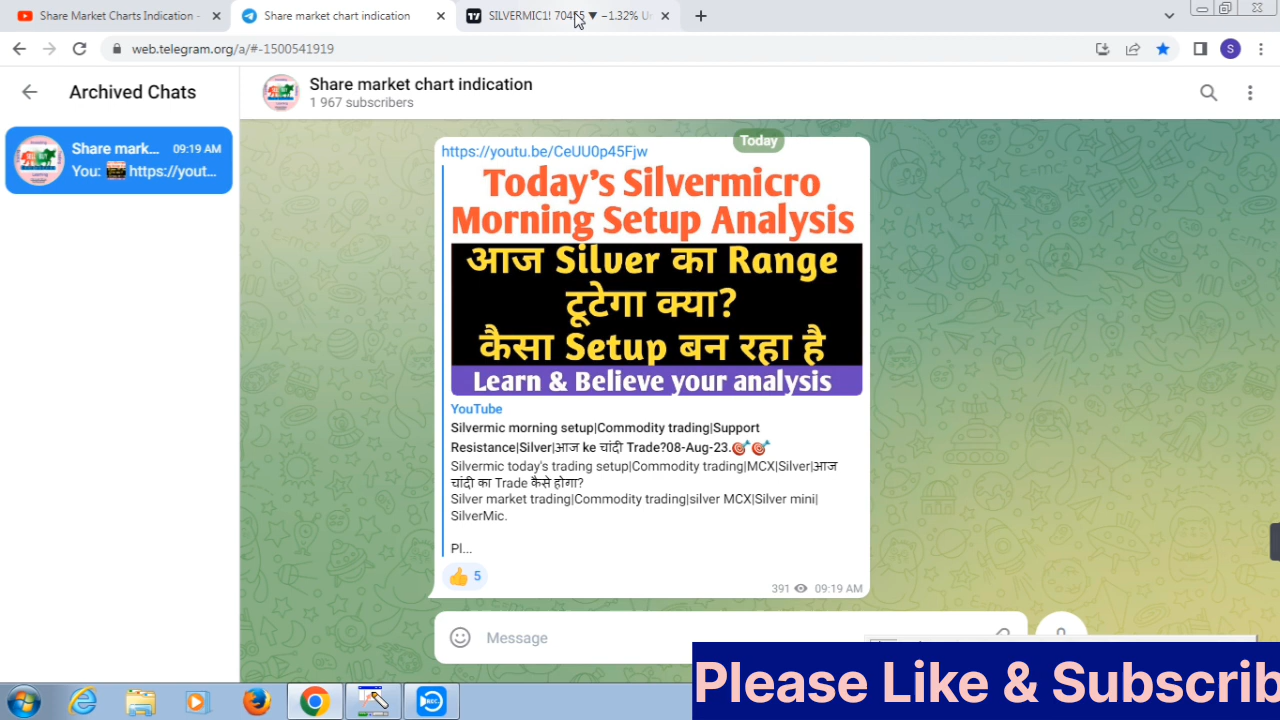 Share Market Charts Indication -
Share market chart indication
SILVERMIC1! 70455 ▼ −1.32% U
web.telegram.org/a/#-1500541919
S
Archived Chats
Share market chart indication
1 967 subscribers
Share mark... 09:19 AM
You: https://yout...
Today
https://youtu.be/CeUU0p45Fjw
Today's Silvermicro
Morning Setup Analysis
आज Silver का Range
टूटेगा क्या?
कैसा Setup बन रहा है
Learn & Believe your analysis
YouTube
Silvermic morning setup|Commodity trading|Support
Resistance|Silver|आज ke चांदी Trade?08-Aug-23.🎯🎯
Silvermic today's trading setup|Commodity trading|MCX|Silver|आज
चांदी का Trade कैसे होगा?
Silver market trading|Commodity trading|silver MCX|Silver mini|
SilverMic.
Pl...
👍 5
391 09:19 AM
Message
Please Like & Subscrib
REC